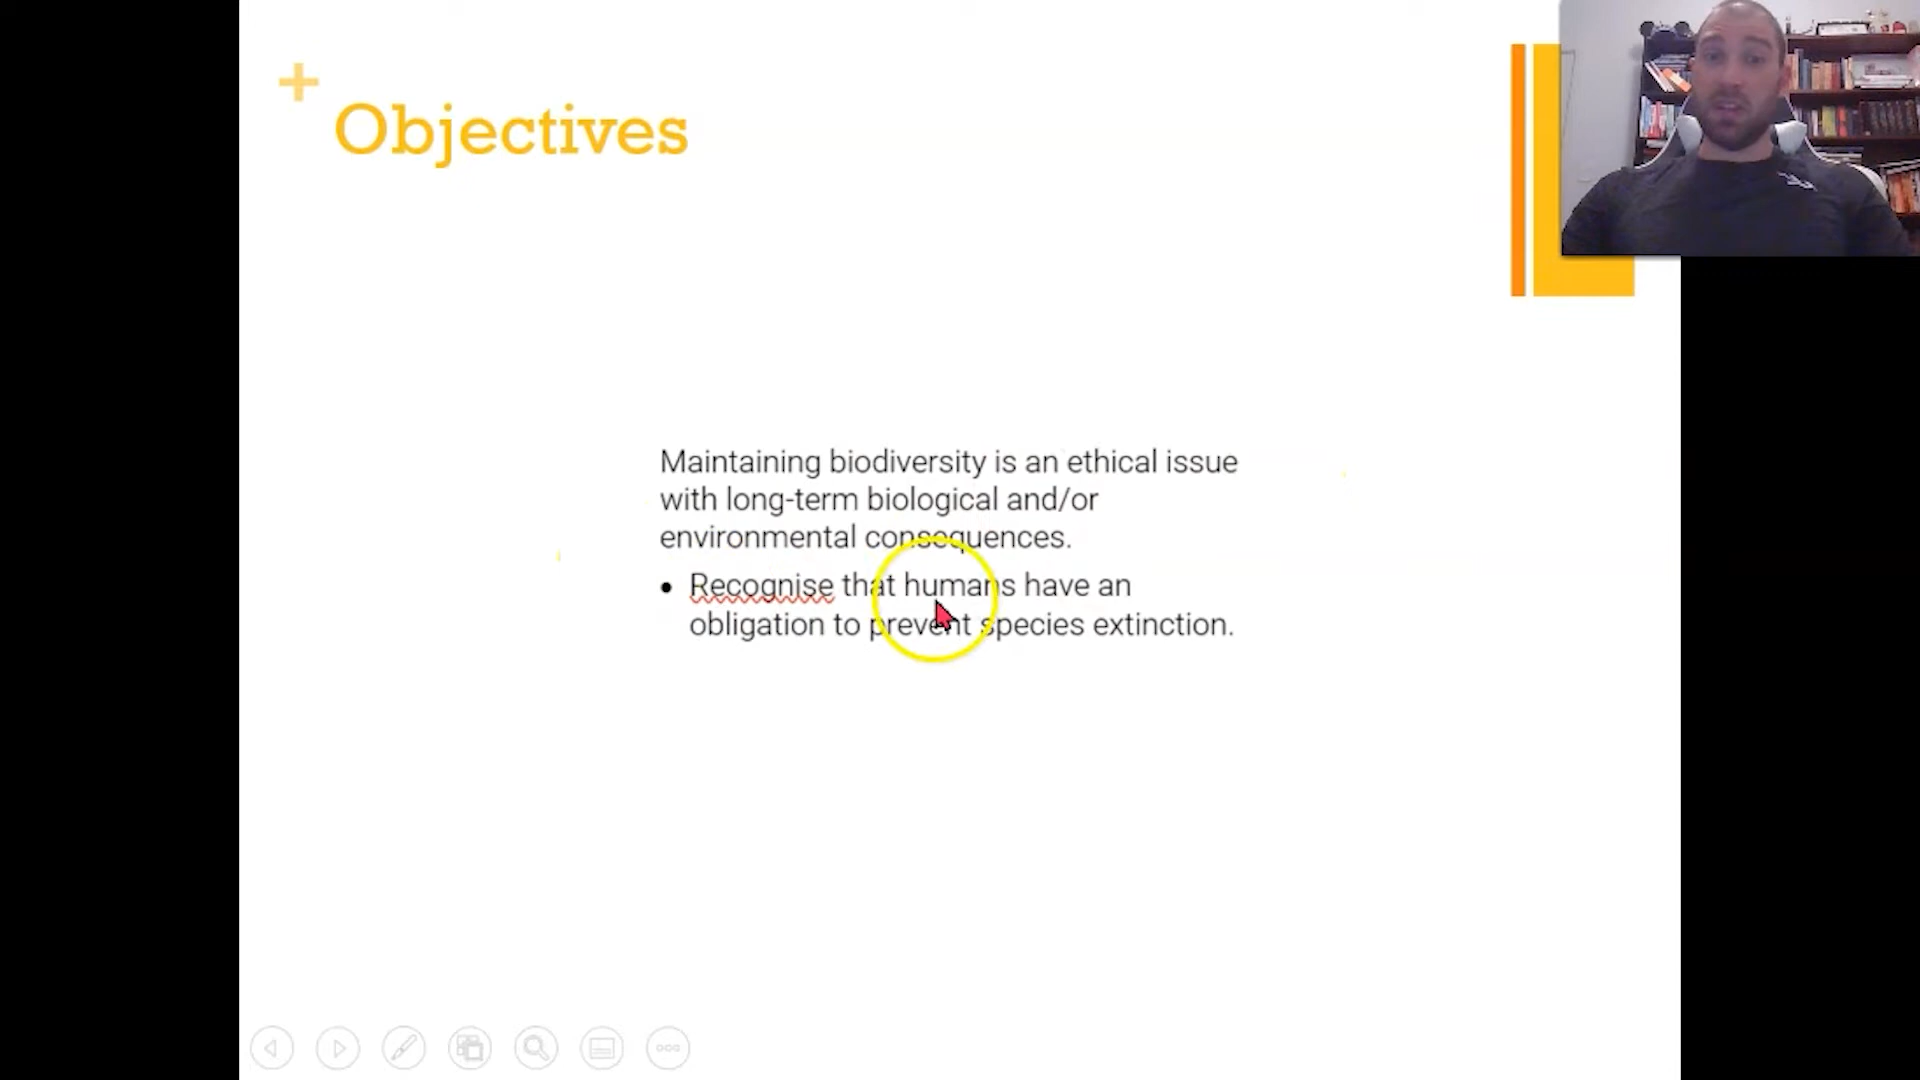 +
Objectives
Maintaining biodiversity is an ethical issue
with long-term biological and/or
environmental consequences.
• Recognise that humans have an
obligation to prevent species extinction.